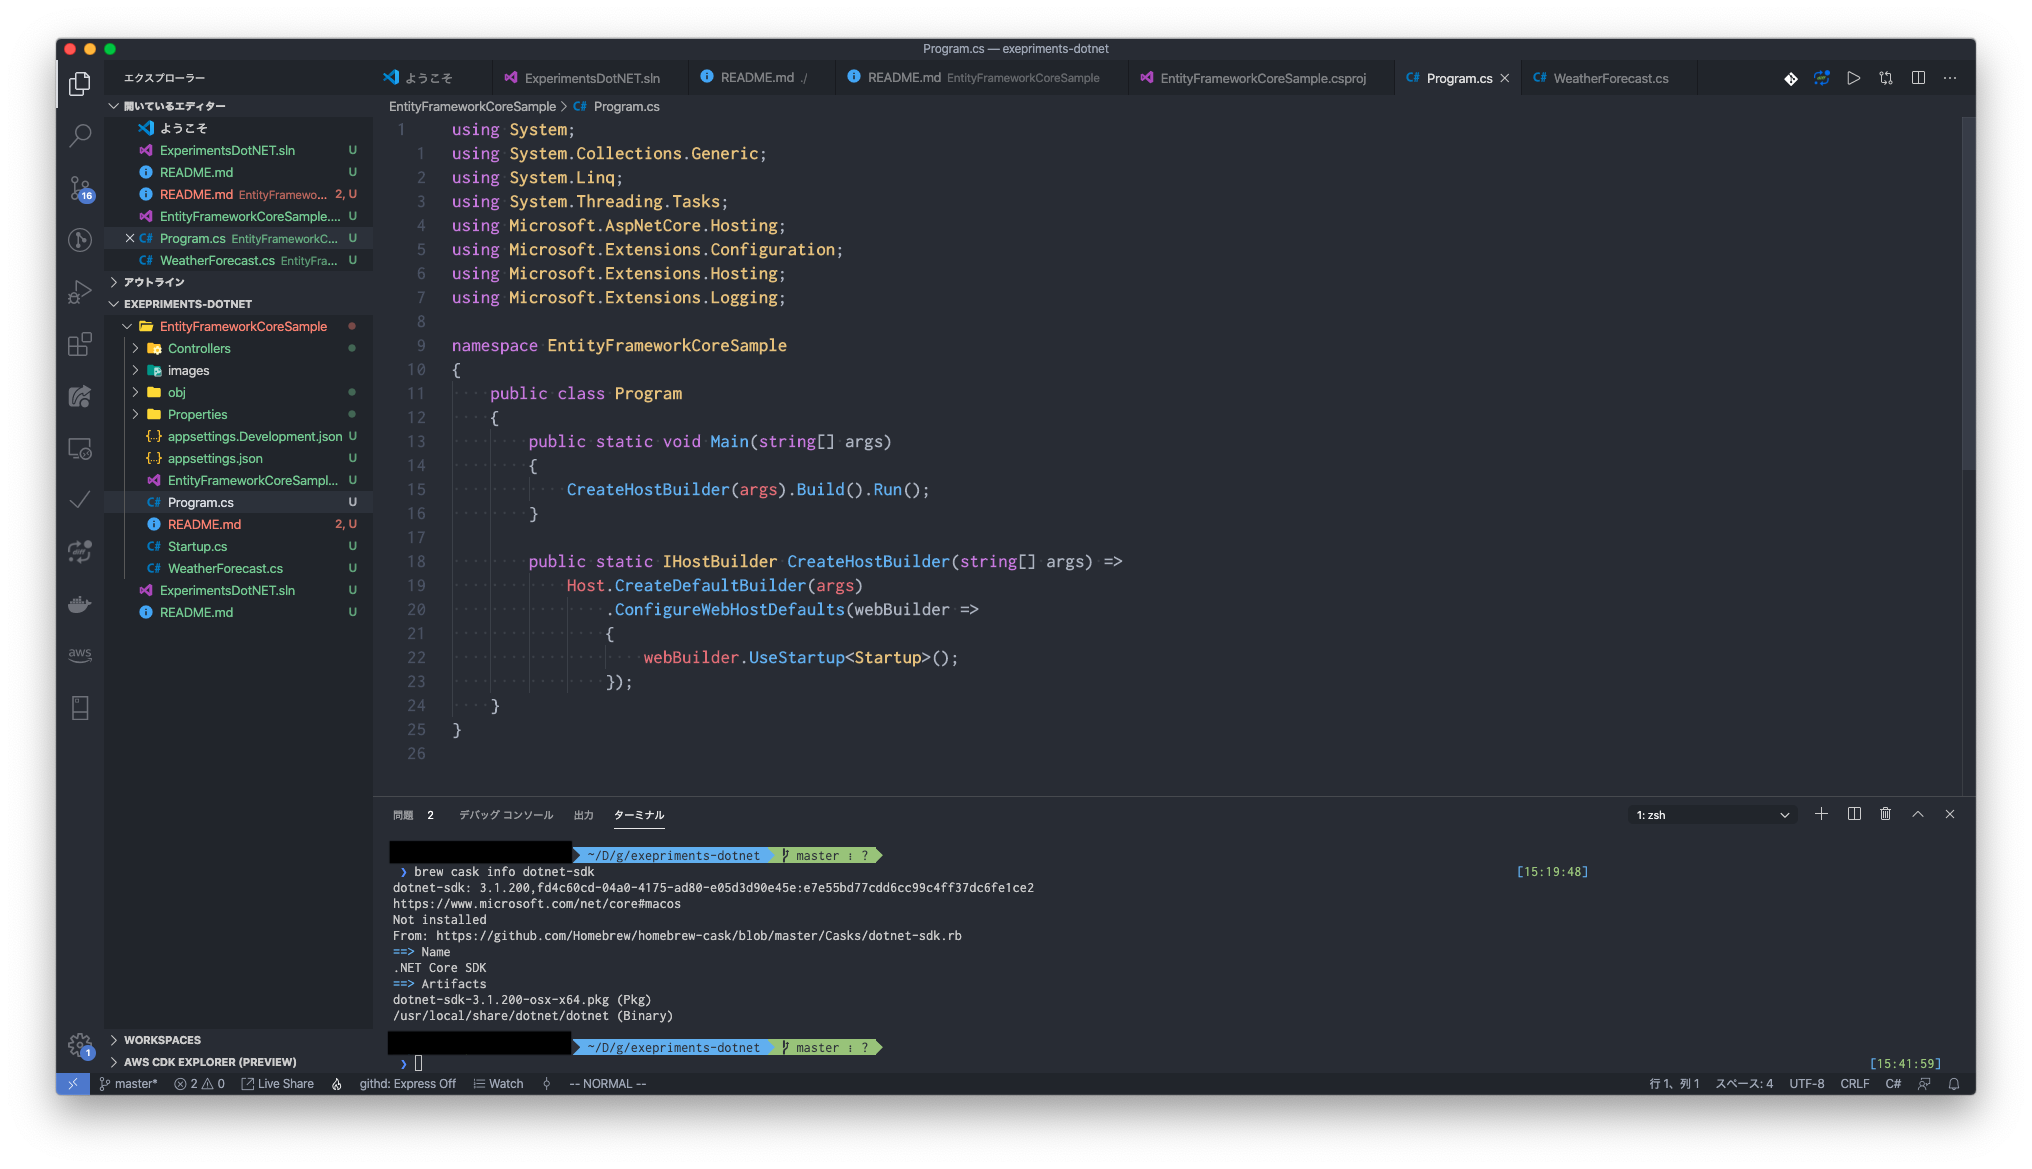 Program.cs — exepriments-dotnet
エクスプローラー
ようこそ
ExperimentsDotNET.sln
README.md ./
README.md EntityFrameworkCoreSample
EntityFrameworkCoreSample.csproj
C# Program.cs
C# WeatherForecast.cs
開いているエディター
ようこそ
ExperimentsDotNET.sln U
README.md U
README.md EntityFramewo... 2, U
EntityFrameworkCoreSample.... U
C# Program.cs EntityFrameworkC... U
C# WeatherForecast.cs EntityFra... U
アウトライン
EXEPRIMENTS-DOTNET
EntityFrameworkCoreSample
Controllers
images
obj
Properties
{..} appsettings.Development.json U
{..} appsettings.json U
EntityFrameworkCoreSampl... U
C# Program.cs U
README.md 2, U
C# Startup.cs U
C# WeatherForecast.cs U
ExperimentsDotNET.sln U
README.md U
WORKSPACES
AWS CDK EXPLORER (PREVIEW)
16
diff
aws
1
EntityFrameworkCoreSample > C# Program.cs
1 using System;
1 using System.Collections.Generic;
2 using System.Linq;
3 using System.Threading.Tasks;
4 using Microsoft.AspNetCore.Hosting;
5 using Microsoft.Extensions.Configuration;
6 using Microsoft.Extensions.Hosting;
7 using Microsoft.Extensions.Logging;
8
9 namespace EntityFrameworkCoreSample
10 {
11 public class Program
12 {
13 public static void Main(string[] args)
14 {
15 CreateHostBuilder(args).Build().Run();
16 }
17
18 public static IHostBuilder CreateHostBuilder(string[] args) =>
19 Host.CreateDefaultBuilder(args)
20 .ConfigureWebHostDefaults(webBuilder =>
21 {
22 webBuilder.UseStartup<Startup>();
23 });
24 }
25 }
26
問題 2 デバッグ コンソール 出力 ターミナル
1: zsh
~/D/g/exepriments-dotnet master : ?
❯ brew cask info dotnet-sdk [15:19:48]
dotnet-sdk: 3.1.200,fd4c60cd-04a0-4175-ad80-e05d3d90e45e:e7e55bd77cdd6cc99c4ff37dc6fe1ce2
https://www.microsoft.com/net/core#macos
Not installed
From: https://github.com/Homebrew/homebrew-cask/blob/master/Casks/dotnet-sdk.rb
==> Name
.NET Core SDK
==> Artifacts
dotnet-sdk-3.1.200-osx-x64.pkg (Pkg)
/usr/local/share/dotnet/dotnet (Binary)
~/D/g/exepriments-dotnet master : ?
❯ [15:41:59]
master* 2 0 Live Share githd: Express Off Watch -- NORMAL --
行 1、列 1 スペース: 4 UTF-8 CRLF C#